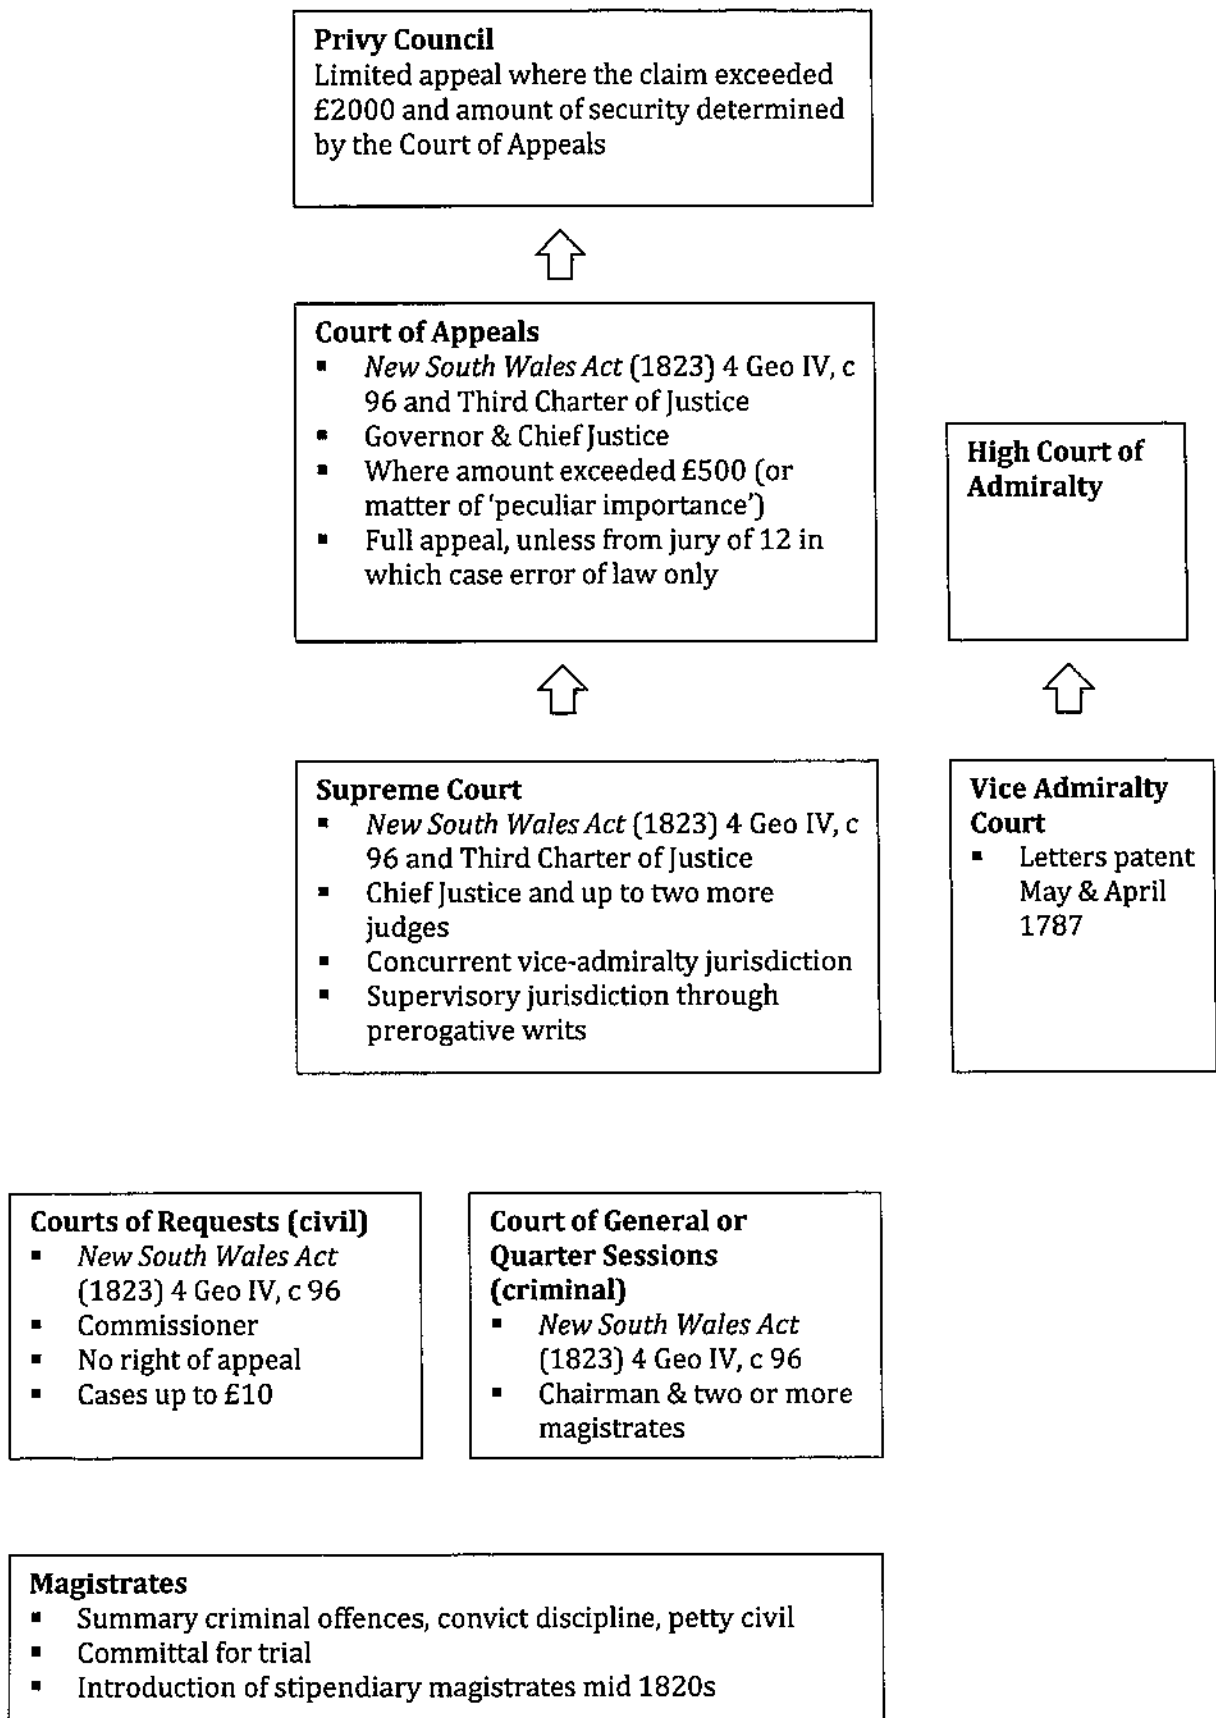 Privy Council
Limited appeal where the claim exceeded
£2000 and amount of security determined
by the Court of Appeals
Court of Appeals
▪ New South Wales Act (1823) 4 Geo IV, c
96 and Third Charter of Justice
▪ Governor & Chief Justice
▪ Where amount exceeded £500 (or
matter of 'peculiar importance')
▪ Full appeal, unless from jury of 12 in
which case error of law only
High Court of
Admiralty
Supreme Court
▪ New South Wales Act (1823) 4 Geo IV, c
96 and Third Charter of Justice
▪ Chief Justice and up to two more
judges
▪ Concurrent vice-admiralty jurisdiction
▪ Supervisory jurisdiction through
prerogative writs
Vice Admiralty
Court
▪ Letters patent
May & April
1787
Courts of Requests (civil)
▪ New South Wales Act
(1823) 4 Geo IV, c 96
▪ Commissioner
▪ No right of appeal
▪ Cases up to £10
Court of General or
Quarter Sessions
(criminal)
▪ New South Wales Act
(1823) 4 Geo IV, c 96
▪ Chairman & two or more
magistrates
Magistrates
▪ Summary criminal offences, convict discipline, petty civil
▪ Committal for trial
▪ Introduction of stipendiary magistrates mid 1820s